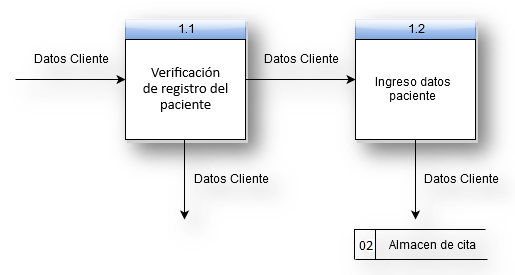 1.1
1.2
Datos Cliente
Verificación
de registro del
paciente
Datos Cliente
Ingreso datos
paciente
Datos Cliente
Datos Cliente
02 Almacen de cita